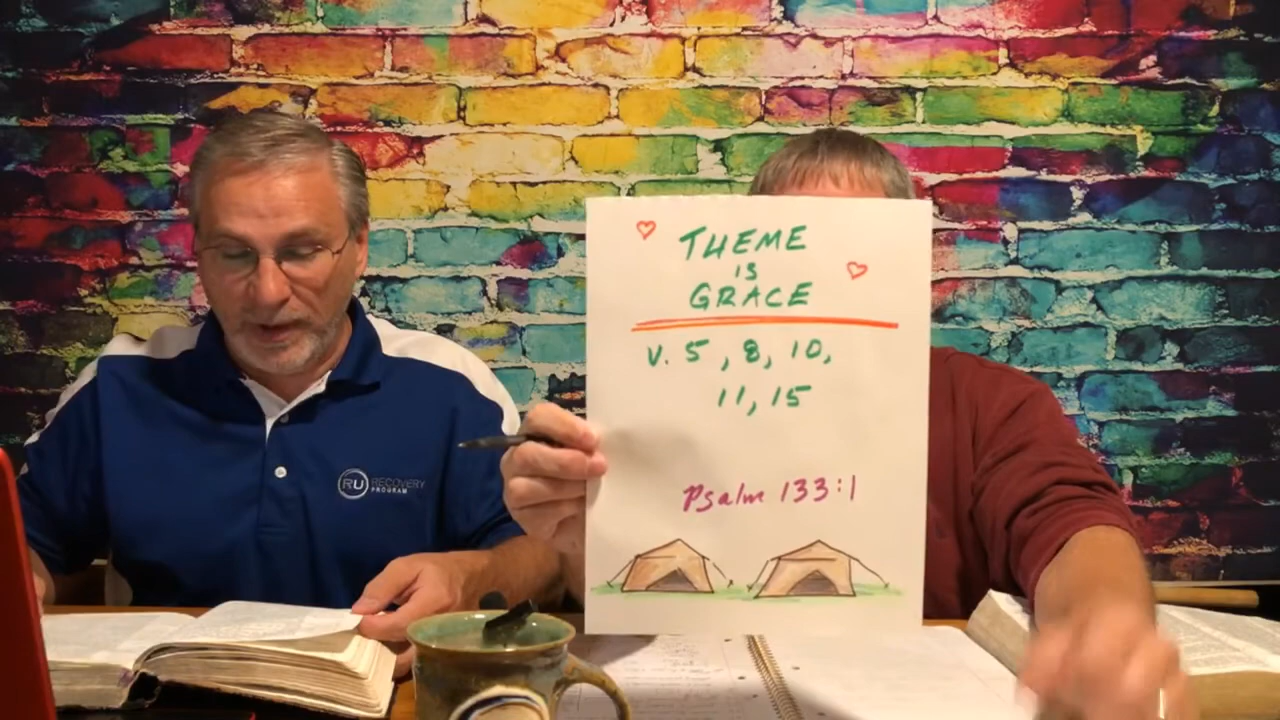 THEME
IS
GRACE
v. 5, 8, 10,
11, 15
Psalm 133:1
RU RECOVERY
PROGRAM